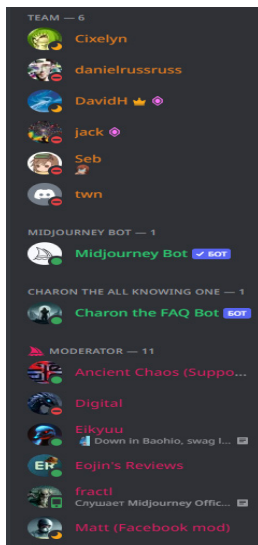 TEAM — 6
Cixelyn
danielrussruss
DavidH
jack
Seb
twn
MIDJOURNEY BOT — 1
Midjourney Bot ✓ БОТ
CHARON THE ALL KNOWING ONE — 1
Charon the FAQ Bot БОТ
MODERATOR — 11
Ancient Chaos (Suppo...
Digital
Eikyuu
Down in Baohio, swag l...
Eojin's Reviews
fractl
Слушает Midjourney Offic...
Matt (Facebook mod)